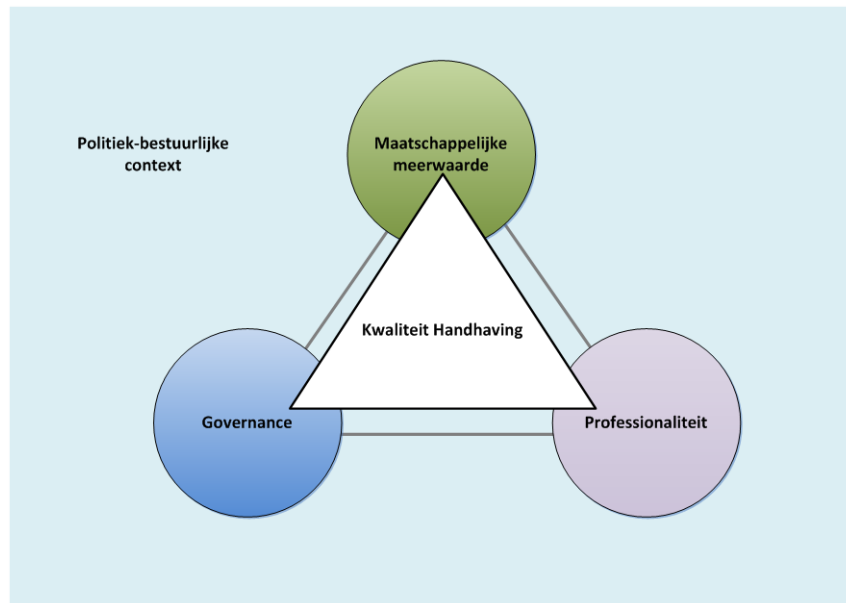 Politiek-bestuurlijke
context
Maatschappelijke
meerwaarde
Kwaliteit Handhaving
Governance
Professionaliteit